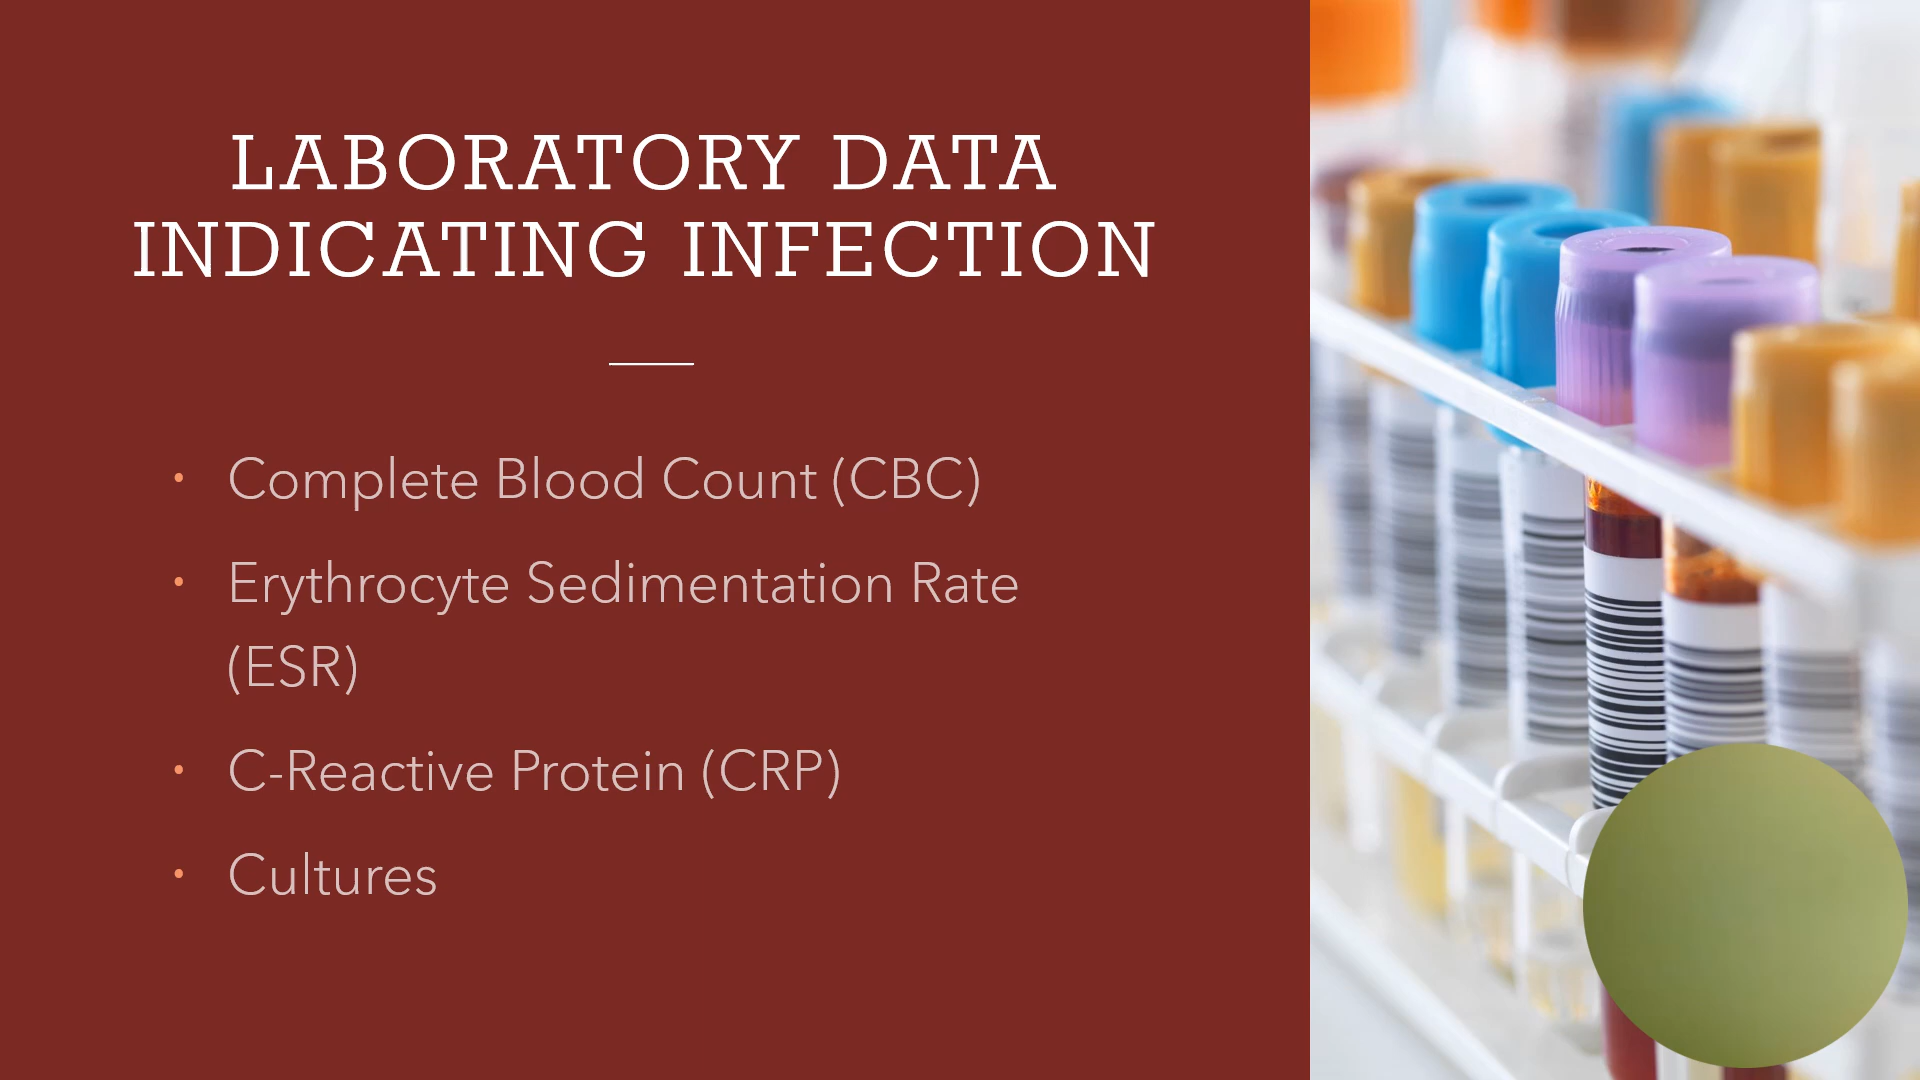 LABORATORY DATA
INDICATING INFECTION
• Complete Blood Count (CBC)
• Erythrocyte Sedimentation Rate
(ESR)
• C-Reactive Protein (CRP)
• Cultures